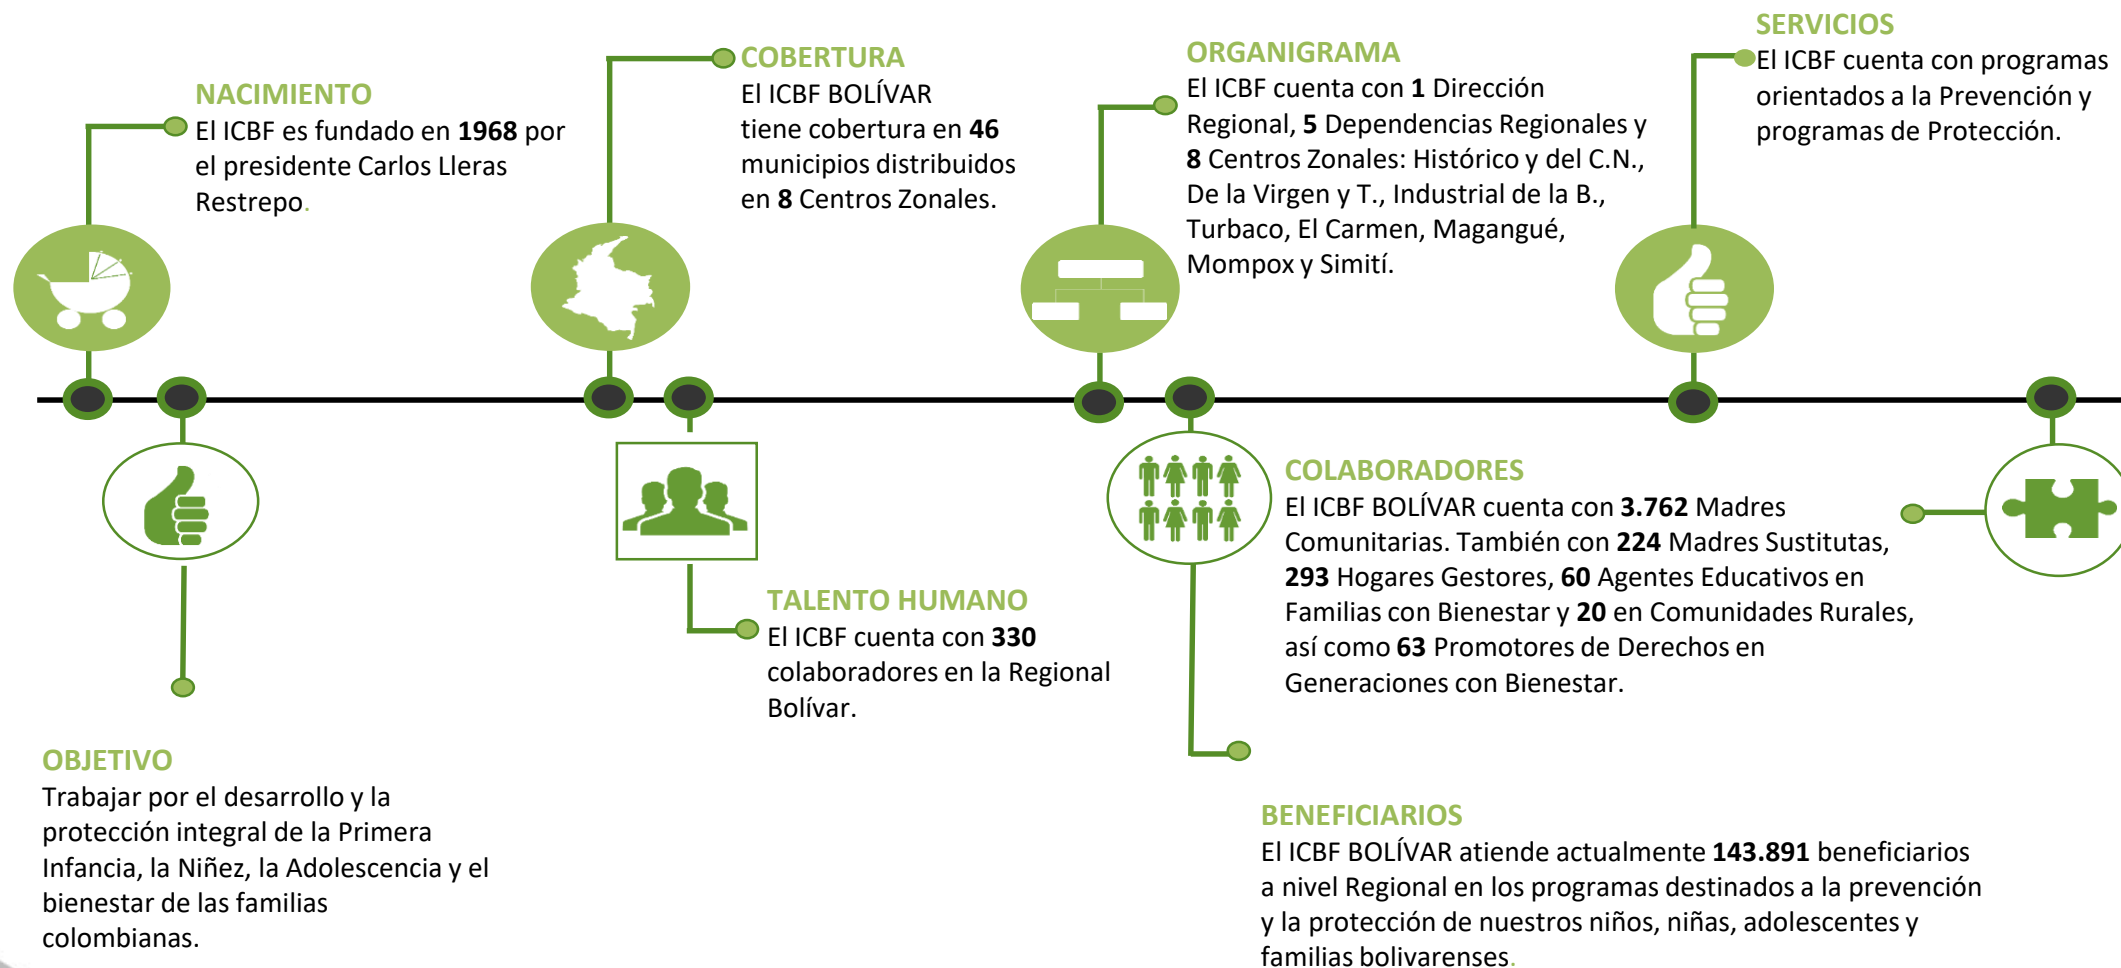 NACIMIENTO
El ICBF es fundado en 1968 por
el presidente Carlos Lleras
Restrepo.
COBERTURA
El ICBF BOLÍVAR
tiene cobertura en 46
municipios distribuidos
en 8 Centros Zonales.
ORGANIGRAMA
El ICBF cuenta con 1 Dirección
Regional, 5 Dependencias Regionales y
8 Centros Zonales: Histórico y del C.N.,
De la Virgen y T., Industrial de la B.,
Turbaco, El Carmen, Magangué,
Mompox y Simití.
SERVICIOS
El ICBF cuenta con programas
orientados a la Prevención y
programas de Protección.
OBJETIVO
Trabajar por el desarrollo y la
protección integral de la Primera
Infancia, la Niñez, la Adolescencia y el
bienestar de las familias
colombianas.
TALENTO HUMANO
El ICBF cuenta con 330
colaboradores en la Regional
Bolívar.
COLABORADORES
El ICBF BOLÍVAR cuenta con 3.762 Madres
Comunitarias. También con 224 Madres Sustitutas,
293 Hogares Gestores, 60 Agentes Educativos en
Familias con Bienestar y 20 en Comunidades Rurales,
así como 63 Promotores de Derechos en
Generaciones con Bienestar.
BENEFICIARIOS
El ICBF BOLÍVAR atiende actualmente 143.891 beneficiarios
a nivel Regional en los programas destinados a la prevención
y la protección de nuestros niños, niñas, adolescentes y
familias bolivarenses.